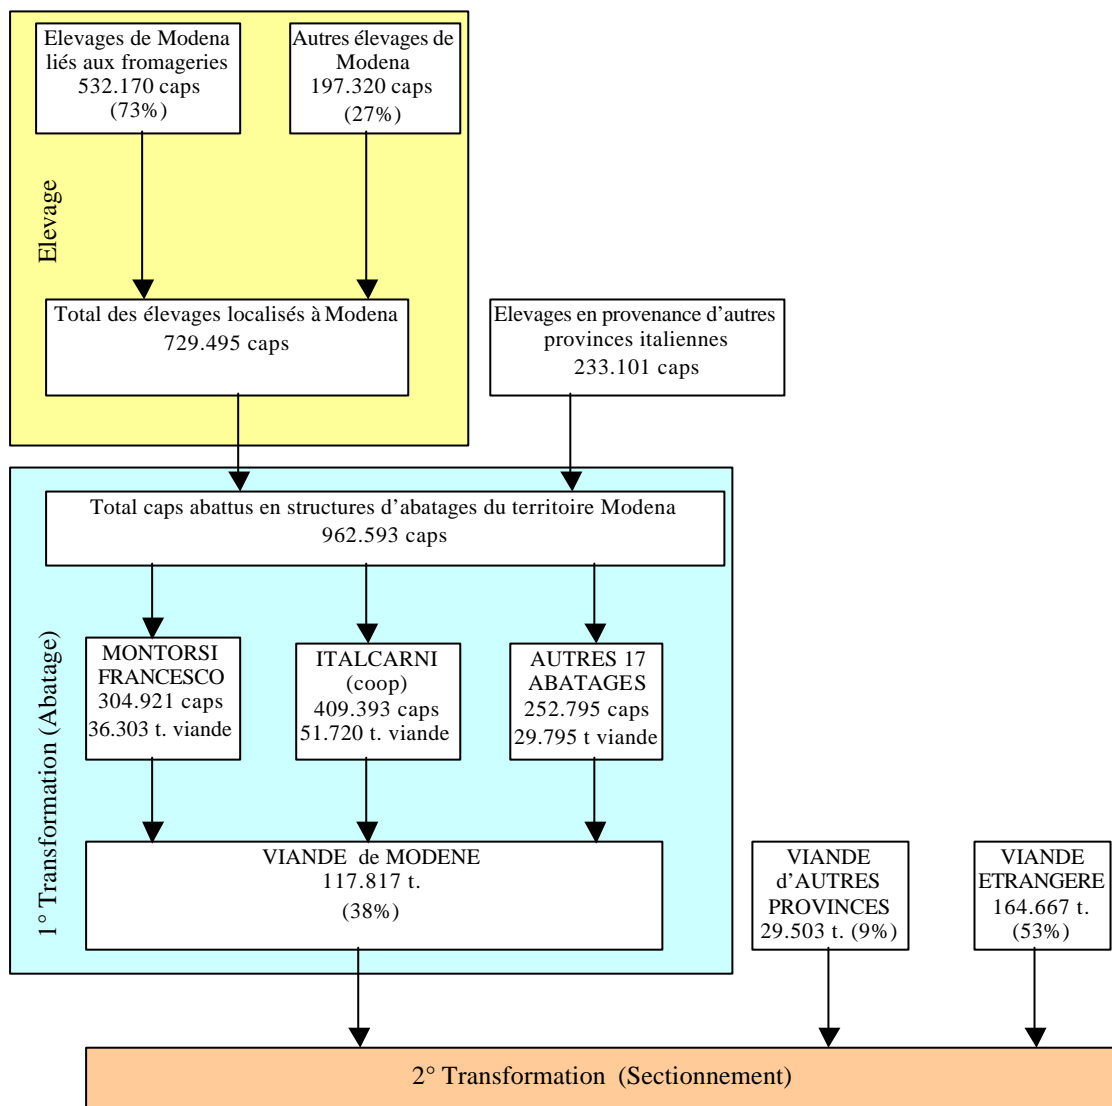 Elevages de Modena
liés aux fromageries
532.170 caps
(73%)
Autres élevages de
Modena
197.320 caps
(27%)
Elevage
Total des élevages localisés à Modena
729.495 caps
Elevages en provenance d'autres
provinces italiennes
233.101 caps
1° Transformation (Abatage)
Total caps abattus en structures d'abatages du territoire Modena
962.593 caps
MONTORSI
FRANCESCO
304.921 caps
36.303 t. viande
ITALCARNI
(coop)
409.393 caps
51.720 t. viande
AUTRES 17
ABATAGES
252.795 caps
29.795 t viande
VIANDE de MODENE
117.817 t.
(38%)
VIANDE
d'AUTRES
PROVINCES
29.503 t. (9%)
VIANDE
ETRANGERE
164.667 t.
(53%)
2° Transformation (Sectionnement)